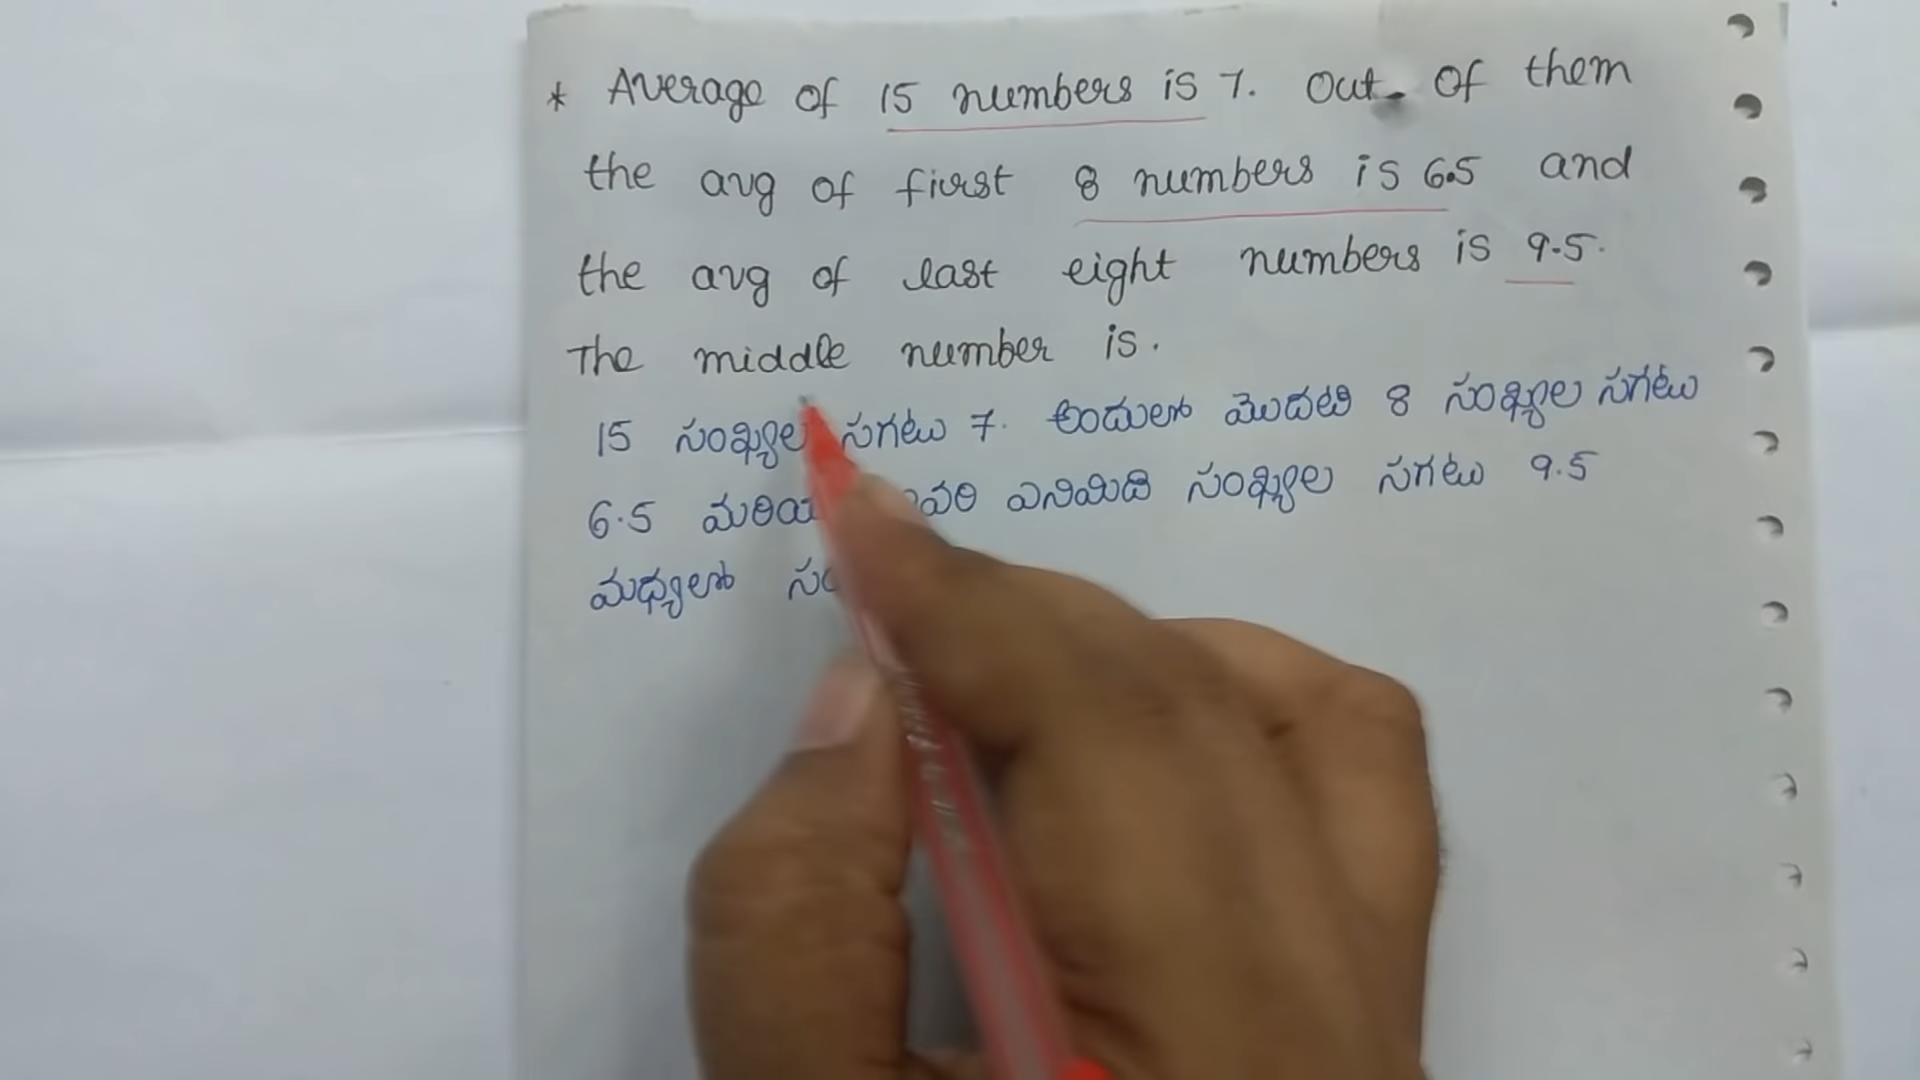 * Average of 15 numbers is 7. Out of them
the avg of first 8 numbers is 6.5 and
the avg of last eight numbers is 9.5.
The middle number is.
15 సంఖ్యల సగటు 7. అందులో మొదటి 8 సంఖ్యల సగటు
6.5 ఎనిమిది సంఖ్యల సగటు 9.5
మధ్యలో